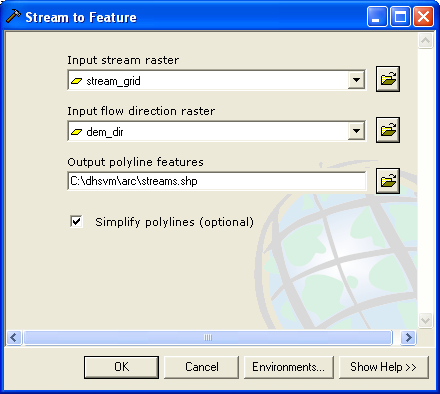 Stream to Feature
Input stream raster
stream_grid
Input flow direction raster
dem_dir
Output polyline features
C:\dhsvm\arc\streams.shp
Simplify polylines (optional)
OK Cancel Environments... Show Help >>